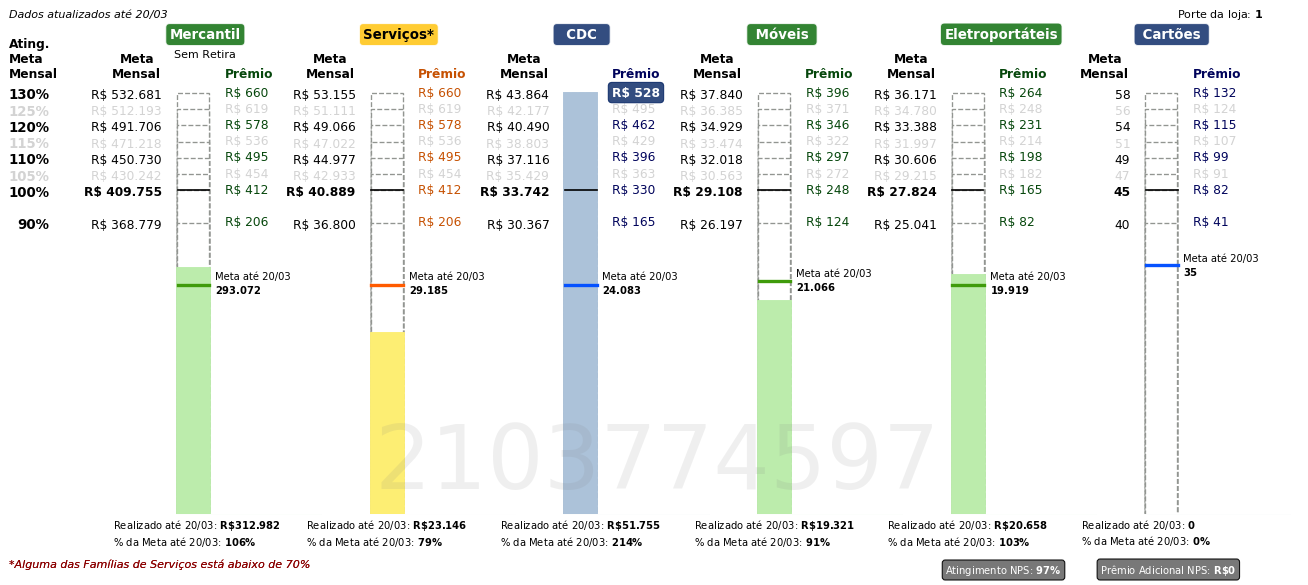 Dados atualizados até 20/03 Porte da loja: 1
Mercantil Serviços* CDC Móveis Eletroportáteis Cartões
Sem Retira
Ating. Meta Mensal Meta Mensal Prêmio Meta Mensal Prêmio Meta Mensal Prêmio Meta Mensal Prêmio Meta Mensal Prêmio Meta Mensal Prêmio
130% R$ 532.681 R$ 660 R$ 53.155 R$ 660 R$ 43.864 R$ 528 R$ 37.840 R$ 396 R$ 36.171 R$ 264 58 R$ 132
125% R$ 512.193 R$ 619 R$ 51.111 R$ 619 R$ 42.177 R$ 495 R$ 36.385 R$ 371 R$ 34.780 R$ 248 56 R$ 124
120% R$ 491.706 R$ 578 R$ 49.066 R$ 578 R$ 40.490 R$ 462 R$ 34.929 R$ 346 R$ 33.388 R$ 231 54 R$ 115
115% R$ 471.218 R$ 536 R$ 47.022 R$ 536 R$ 38.803 R$ 429 R$ 33.474 R$ 322 R$ 31.997 R$ 214 51 R$ 107
110% R$ 450.730 R$ 495 R$ 44.977 R$ 495 R$ 37.116 R$ 396 R$ 32.018 R$ 297 R$ 30.606 R$ 198 49 R$ 99
105% R$ 430.242 R$ 454 R$ 42.933 R$ 454 R$ 35.429 R$ 363 R$ 30.563 R$ 272 R$ 29.215 R$ 182 47 R$ 91
100% R$ 409.755 R$ 412 R$ 40.889 R$ 412 R$ 33.742 R$ 330 R$ 29.108 R$ 248 R$ 27.824 R$ 165 45 R$ 82
90% R$ 368.779 R$ 206 R$ 36.800 R$ 206 R$ 30.367 R$ 165 R$ 26.197 R$ 124 R$ 25.041 R$ 82 40 R$ 41
Meta até 20/03 Meta até 20/03 Meta até 20/03 Meta até 20/03 Meta até 20/03 Meta até 20/03
293.072 29.185 24.083 21.066 19.919 35
2103774597
Realizado até 20/03: R$312.982 Realizado até 20/03: R$23.146 Realizado até 20/03: R$51.755 Realizado até 20/03: R$19.321 Realizado até 20/03: R$20.658 Realizado até 20/03: 0
% da Meta até 20/03: 106% % da Meta até 20/03: 79% % da Meta até 20/03: 214% % da Meta até 20/03: 91% % da Meta até 20/03: 103% % da Meta até 20/03: 0%
*Alguma das Famílias de Serviços está abaixo de 70% Atingimento NPS: 97% Prêmio Adicional NPS: R$0